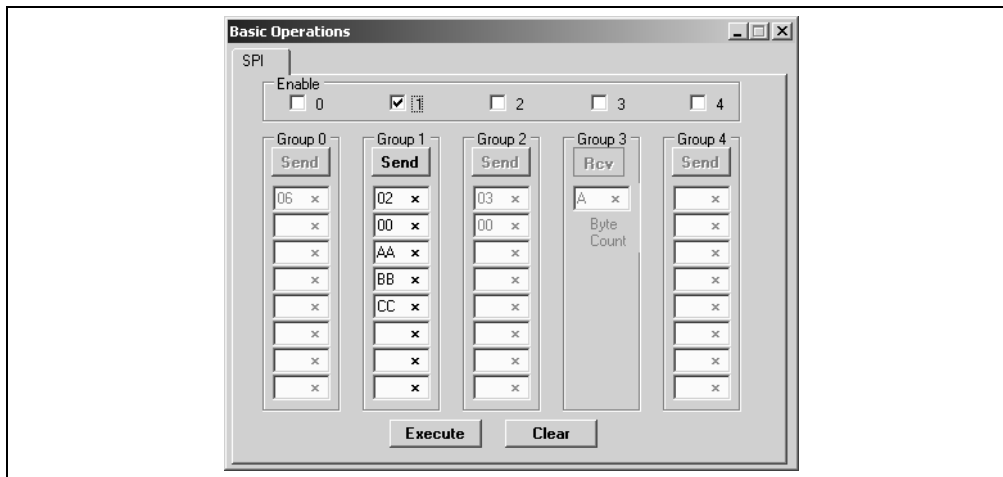 Basic Operations
SPI
Enable
0 1 2 3 4
Group 0 Group 1 Group 2 Group 3 Group 4
Send Send Send Rcv Send
06 x 02 x 03 x A x x
x 00 x 00 x Byte x
Count
x AA x x x
x BB x x x
x CC x x x
x x x x
x x x x
x x x x
Execute Clear